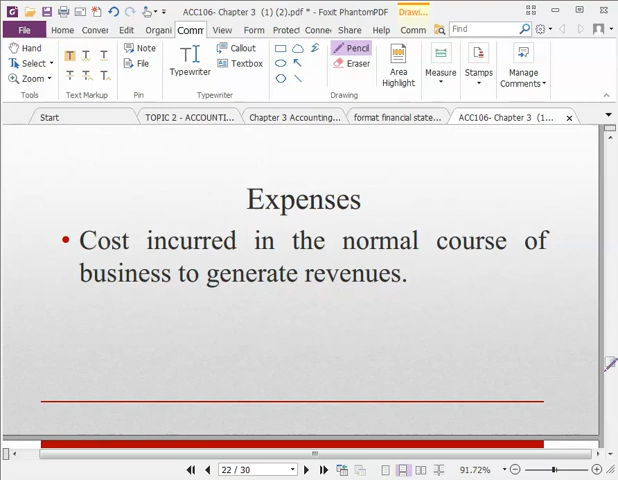 ACC106- Chapter 3 (1) (2).pdf * - Foxit PhantomPDF
Drawi...
File Home Conver Edit Organi Comm View Form Protect Connec Share Help Extras Comm Find
Hand
Select
Zoom
Tools
Text Markup
Note
File
Pin
Typewriter
Callout
Textbox
Typewriter
Pencil
Eraser
Drawing
Area
Highlight
Measure
Stamps
Manage
Comments
Start TOPIC 2 - ACCOUNTI... Chapter 3 Accounting... format financial state... ACC106- Chapter 3 (1...
Expenses
• Cost incurred in the normal course of
business to generate revenues.
22 / 30 91.72%